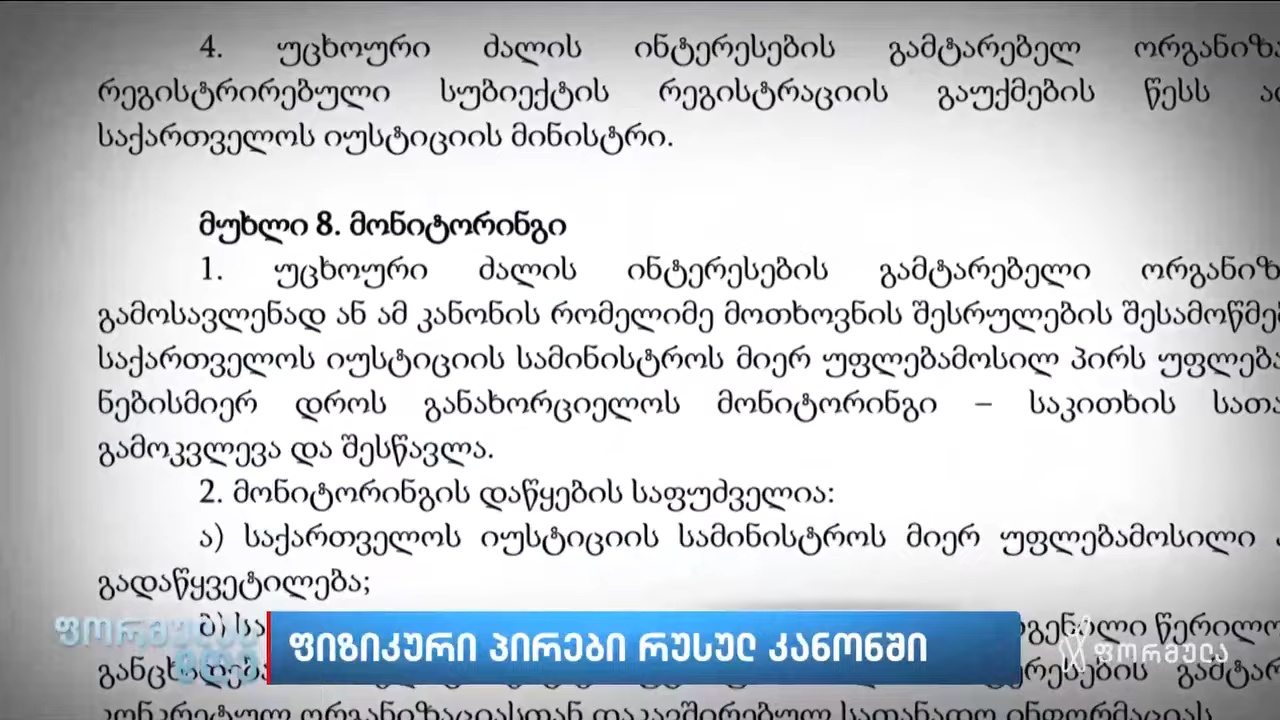 4. უცხოური ძალის ინტერესების გამტარებელ
რეგისტრირებული სუბიექტის რეგისტრაციის გაუქმების წესს
საქართველოს იუსტიციის მინისტრი.
მუხლი 8. მონიტორინგი
1. უცხოური ძალის ინტერესების გამტარებელი
გამოსავლენად ან ამ კანონის რომელიმე მოთხოვნის შესრულების
საქართველოს იუსტიციის სამინისტროს მიერ უფლებამოსილ პირს
ნებისმიერ დროს განახორციელოს მონიტორინგი – საკითხის
გამოკვლევა და შესწავლა.
2. მონიტორინგის დაწყების საფუძველია:
ა) საქართველოს იუსტიციის სამინისტროს მიერ უფლებამოსილი
გადაწყვეტილება;
ფიზიკური პირები რუსულ კანონში
ფორმულა